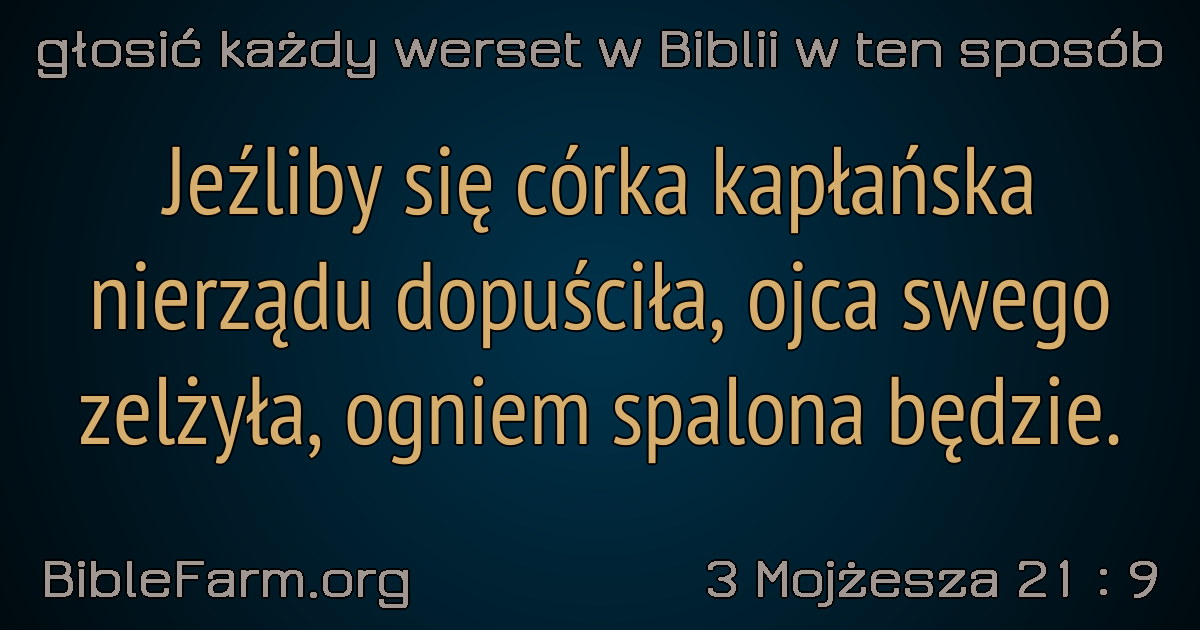 głosić każdy werset w Biblii w ten sposób
Jeźliby się córka kapłańska
nierządu dopuściła, ojca swego
zelżyła, ogniem spalona będzie.
BibleFarm.org
3 Mojżesza 21 : 9